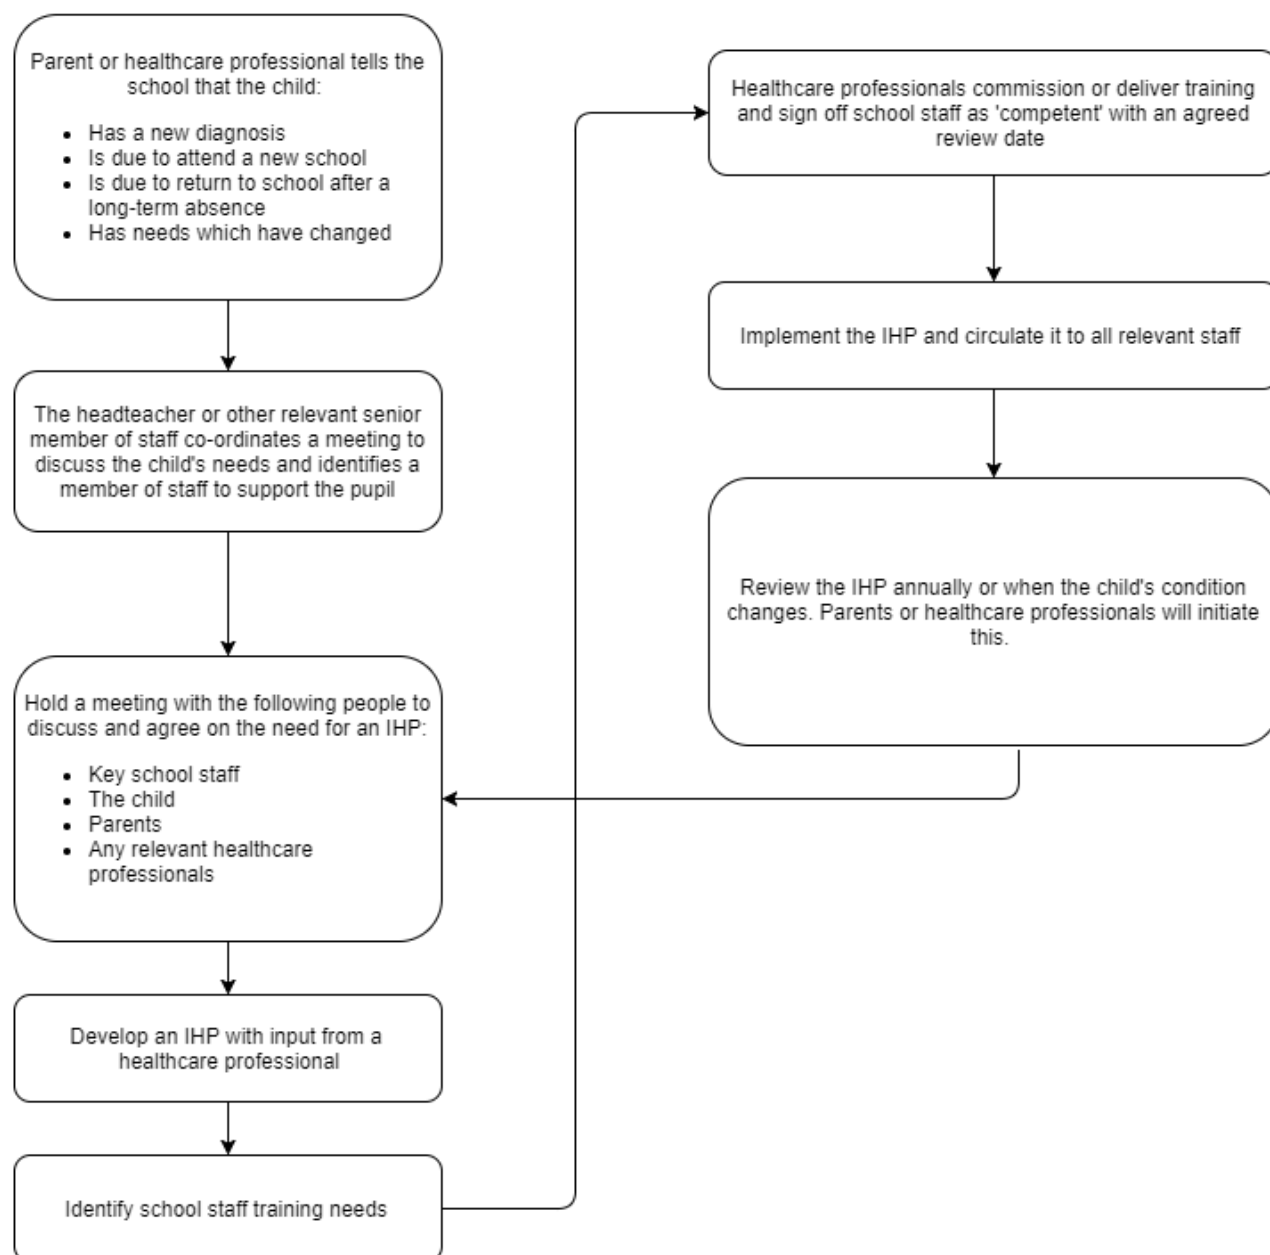 Parent or healthcare professional tells the
school that the child:
• Has a new diagnosis
• Is due to attend a new school
• Is due to return to school after a
long-term absence
• Has needs which have changed
The headteacher or other relevant senior
member of staff co-ordinates a meeting to
discuss the child's needs and identifies a
member of staff to support the pupil
Hold a meeting with the following people to
discuss and agree on the need for an IHP:
• Key school staff
• The child
• Parents
• Any relevant healthcare
professionals
Develop an IHP with input from a
healthcare professional
Identify school staff training needs
Healthcare professionals commission or deliver training
and sign off school staff as 'competent' with an agreed
review date
Implement the IHP and circulate it to all relevant staff
Review the IHP annually or when the child's condition
changes. Parents or healthcare professionals will initiate
this.